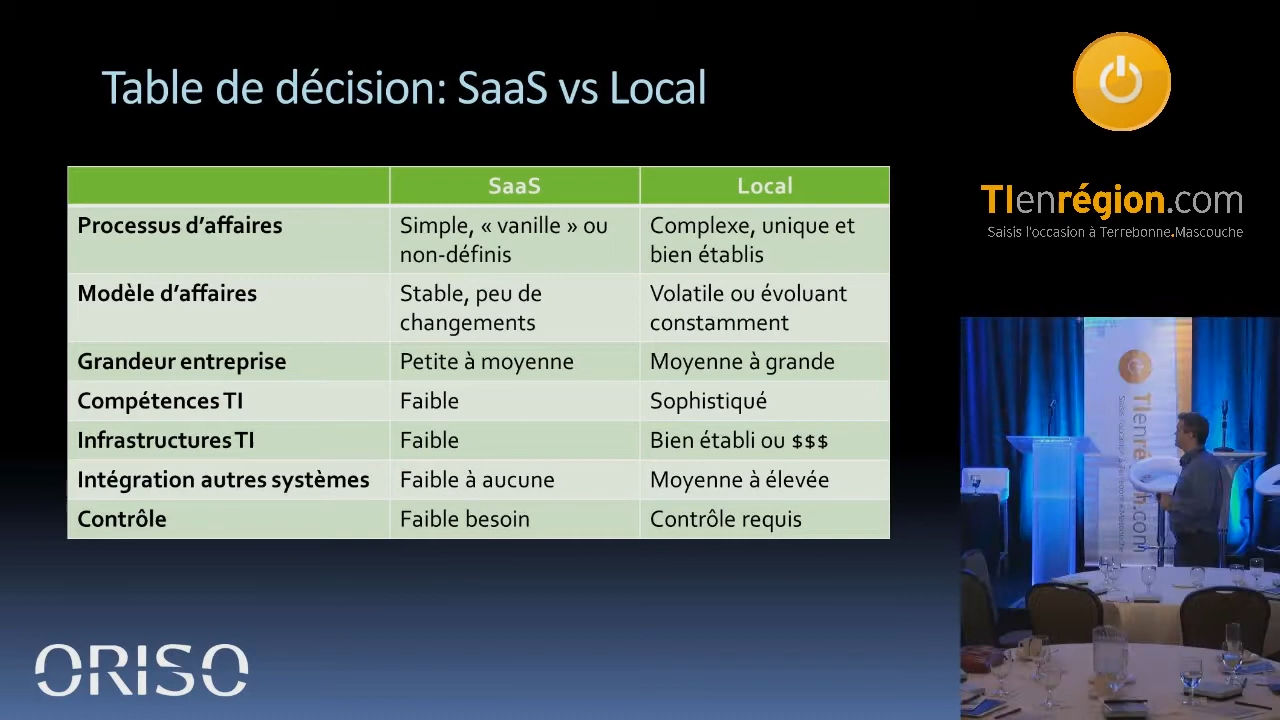 Table de décision: SaaS vs Local
SaaS
Local
Processus d'affaires
Simple, « vanille » ou
non-définis
Complexe, unique et
bien établis
Modèle d'affaires
Stable, peu de
changements
Volatile ou évoluant
constamment
Grandeur entreprise
Petite à moyenne
Moyenne à grande
Compétences TI
Faible
Sophistiqué
Infrastructures TI
Faible
Bien établi ou $$$
Intégration autres systèmes
Faible à aucune
Moyenne à élevée
Contrôle
Faible besoin
Contrôle requis
ORISO
TIenrégion.com
Saisis l'occasion à Terrebonne.Mascouche